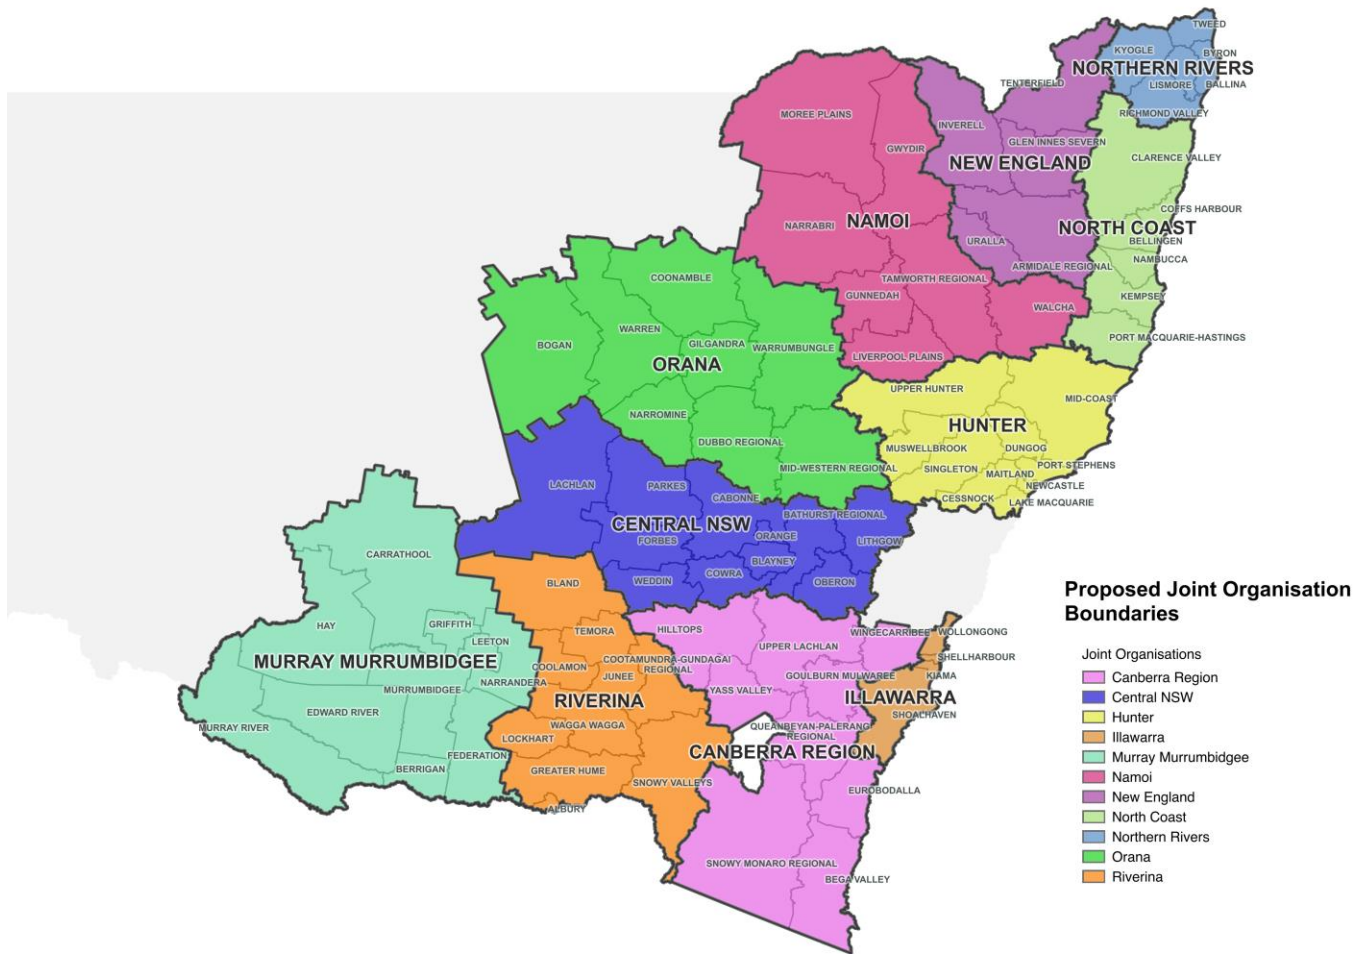 TWEED
KYOGLE
BYRON
NORTHERN RIVERS
TENTERFIELD
LISMORE
BALLINA
MOREE PLAINS
RICHMOND VALLEY
INVERELL
GLEN INNES SEVERN
GWYDIR
CLARENCE VALLEY
NEW ENGLAND
COFFS HARBOUR
NAMOI
NARRABRI
NORTH COAST
URALLA
BELLINGEN
NAMBUCCA
ARMIDALE REGIONAL
COONAMBLE
TAMWORTH REGIONAL
GUNNEDAH
KEMPSEY
WALCHA
WARREN
PORT MACQUARIE-HASTINGS
BOGAN
GILGANDRA
WARRUMBUNGLE
LIVERPOOL PLAINS
ORANA
UPPER HUNTER
MID-COAST
NARROMINE
HUNTER
DUBBO REGIONAL
MUSWELLBROOK
DUNGOG
MID-WESTERN REGIONAL
SINGLETON
PORT STEPHENS
MAITLAND
LACHLAN
PARKES
NEWCASTLE
CABONNE
CESSNOCK
LAKE MACQUARIE
BATHURST REGIONAL
CENTRAL NSW
ORANGE
FORBES
LITHGOW
CARRATHOOL
BLAYNEY
COWRA
BLAND
WEDDIN
OBERON
Proposed Joint Organisation
Boundaries
HAY
GRIFFITH
TEMORA
HILLTOPS
WINGECARRIBEE
WOLLONGONG
LEETON
UPPER LACHLAN
SHELLHARBOUR
Joint Organisations
MURRAY MURRUMBIDGEE
COOLAMON
COOTAMUNDRA-GUNDAGAI
REGIONAL
JUNEE
GOULBURN MULWAREE
KIAMA
Canberra Region
NARRANDERA
MURRUMBIDGEE
YASS VALLEY
ILLAWARRA
Central NSW
RIVERINA
EDWARD RIVER
SHOALHAVEN
Hunter
MURRAY RIVER
WAGGA WAGGA
QUEANBEYAN-PALERANG
REGIONAL
Illawarra
LOCKHART
CANBERRA REGION
FEDERATION
Murray Murrumbidgee
BERRIGAN
GREATER HUME
SNOWY VALLEYS
Namoi
EUROBODALLA
New England
ALBURY
North Coast
Northern Rivers
SNOWY MONARO REGIONAL
Orana
BEGA VALLEY
Riverina